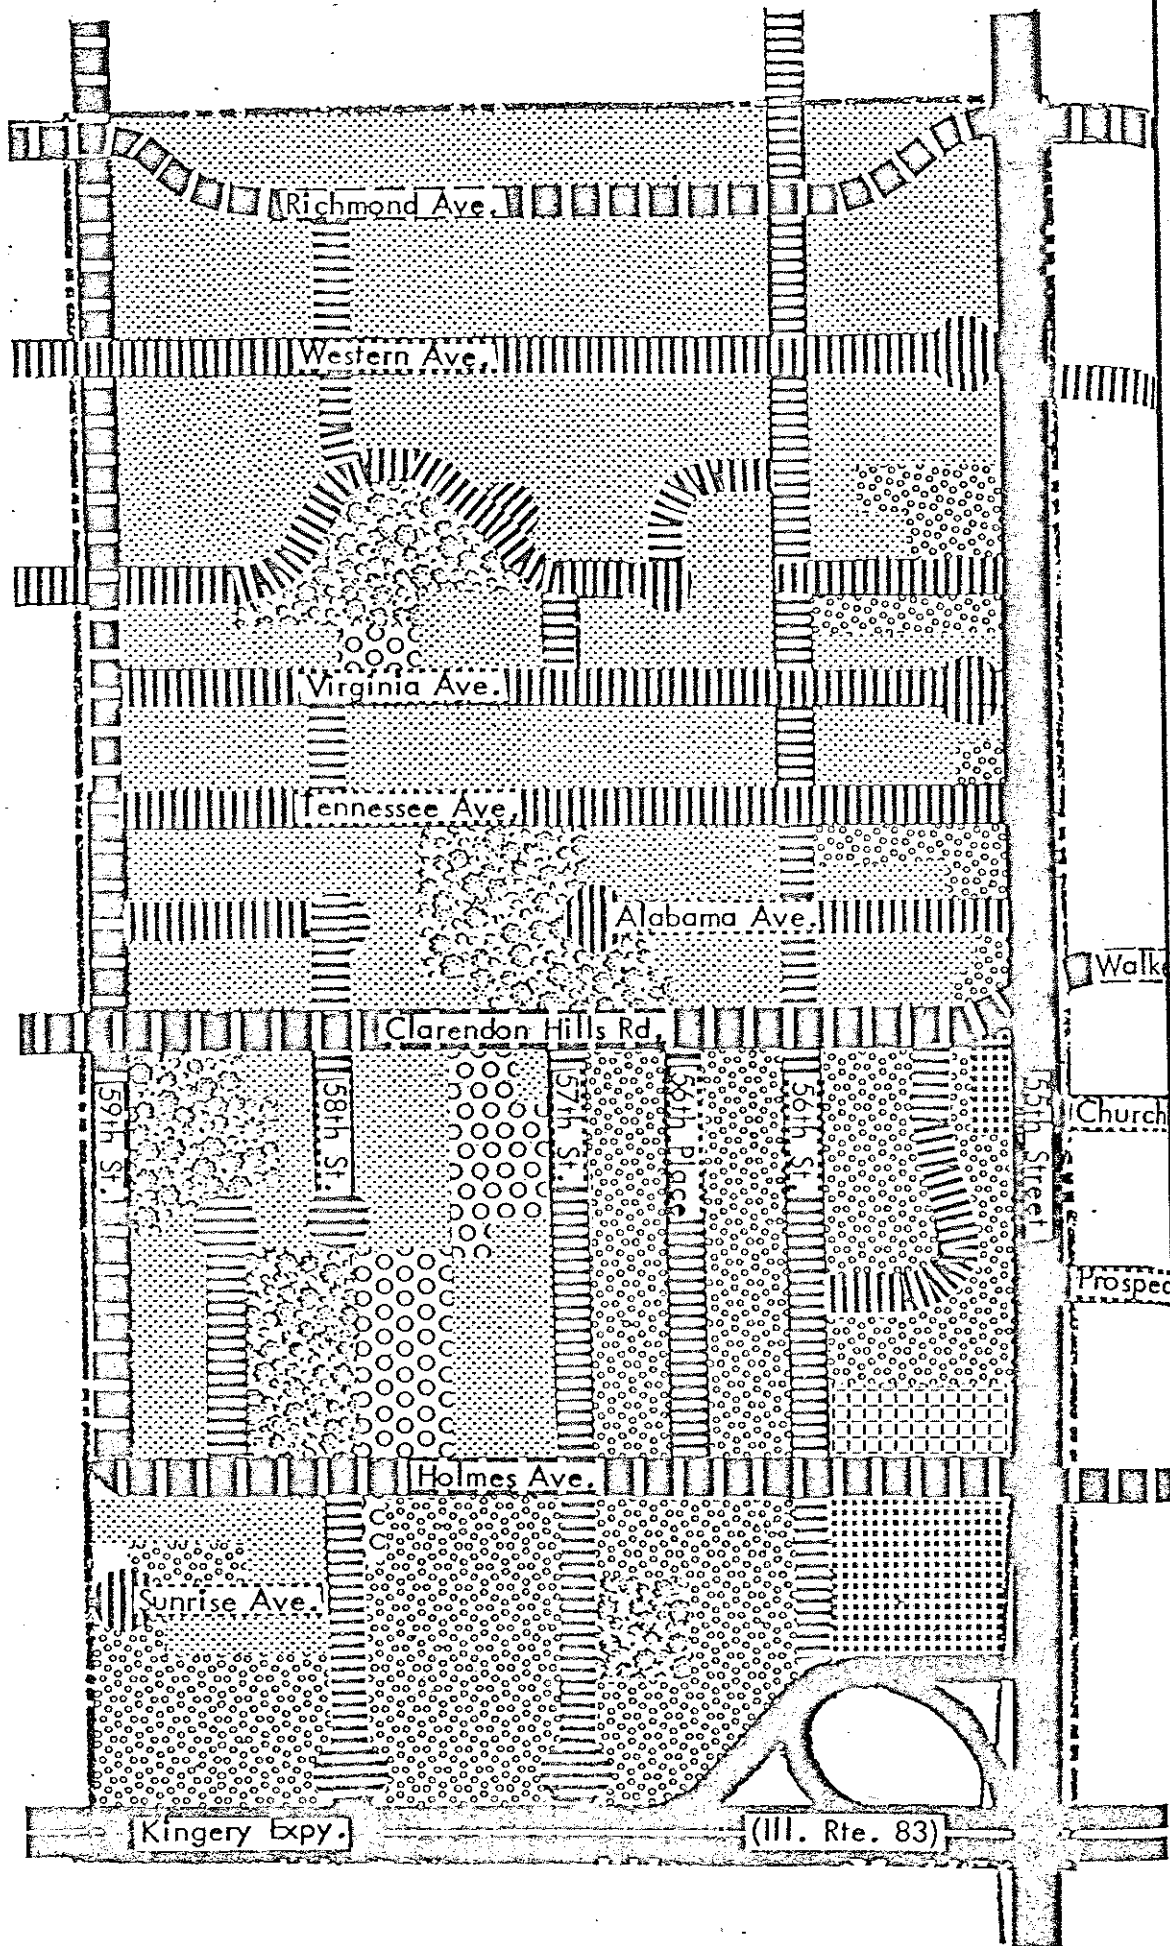 Richmond Ave.
Western Ave.
Virginia Ave.
Tennessee Ave.
Alabama Ave.
Walke
Clarendon Hills Rd.
59th St.
58th St.
57th St.
56th Place
56th St.
55th Street
Church
Prospec
Holmes Ave.
Sunrise Ave.
Kingery Expy.
(Ill. Rte. 83)